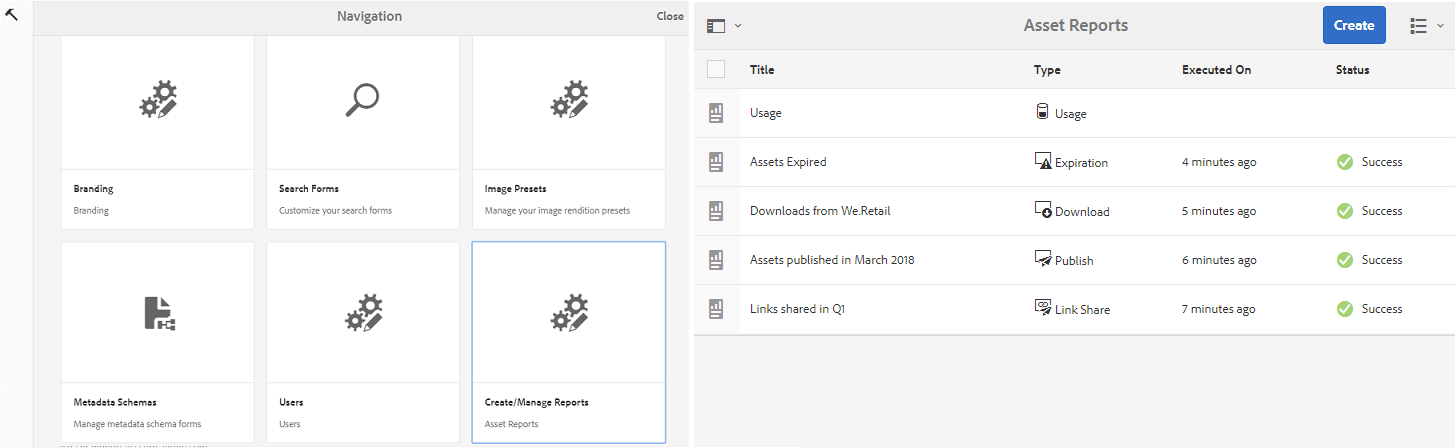 Navigation
Close
Branding
Branding
Search Forms
Customize your search forms
Image Presets
Manage your image rendition presets
Metadata Schemas
Manage metadata schema forms
Users
Users
Create/Manage Reports
Asset Reports
Asset Reports
Create
Title Type Executed On Status
Usage Usage
Assets Expired Expiration 4 minutes ago Success
Downloads from We.Retail Download 5 minutes ago Success
Assets published in March 2018 Publish 6 minutes ago Success
Links shared in Q1 Link Share 7 minutes ago Success